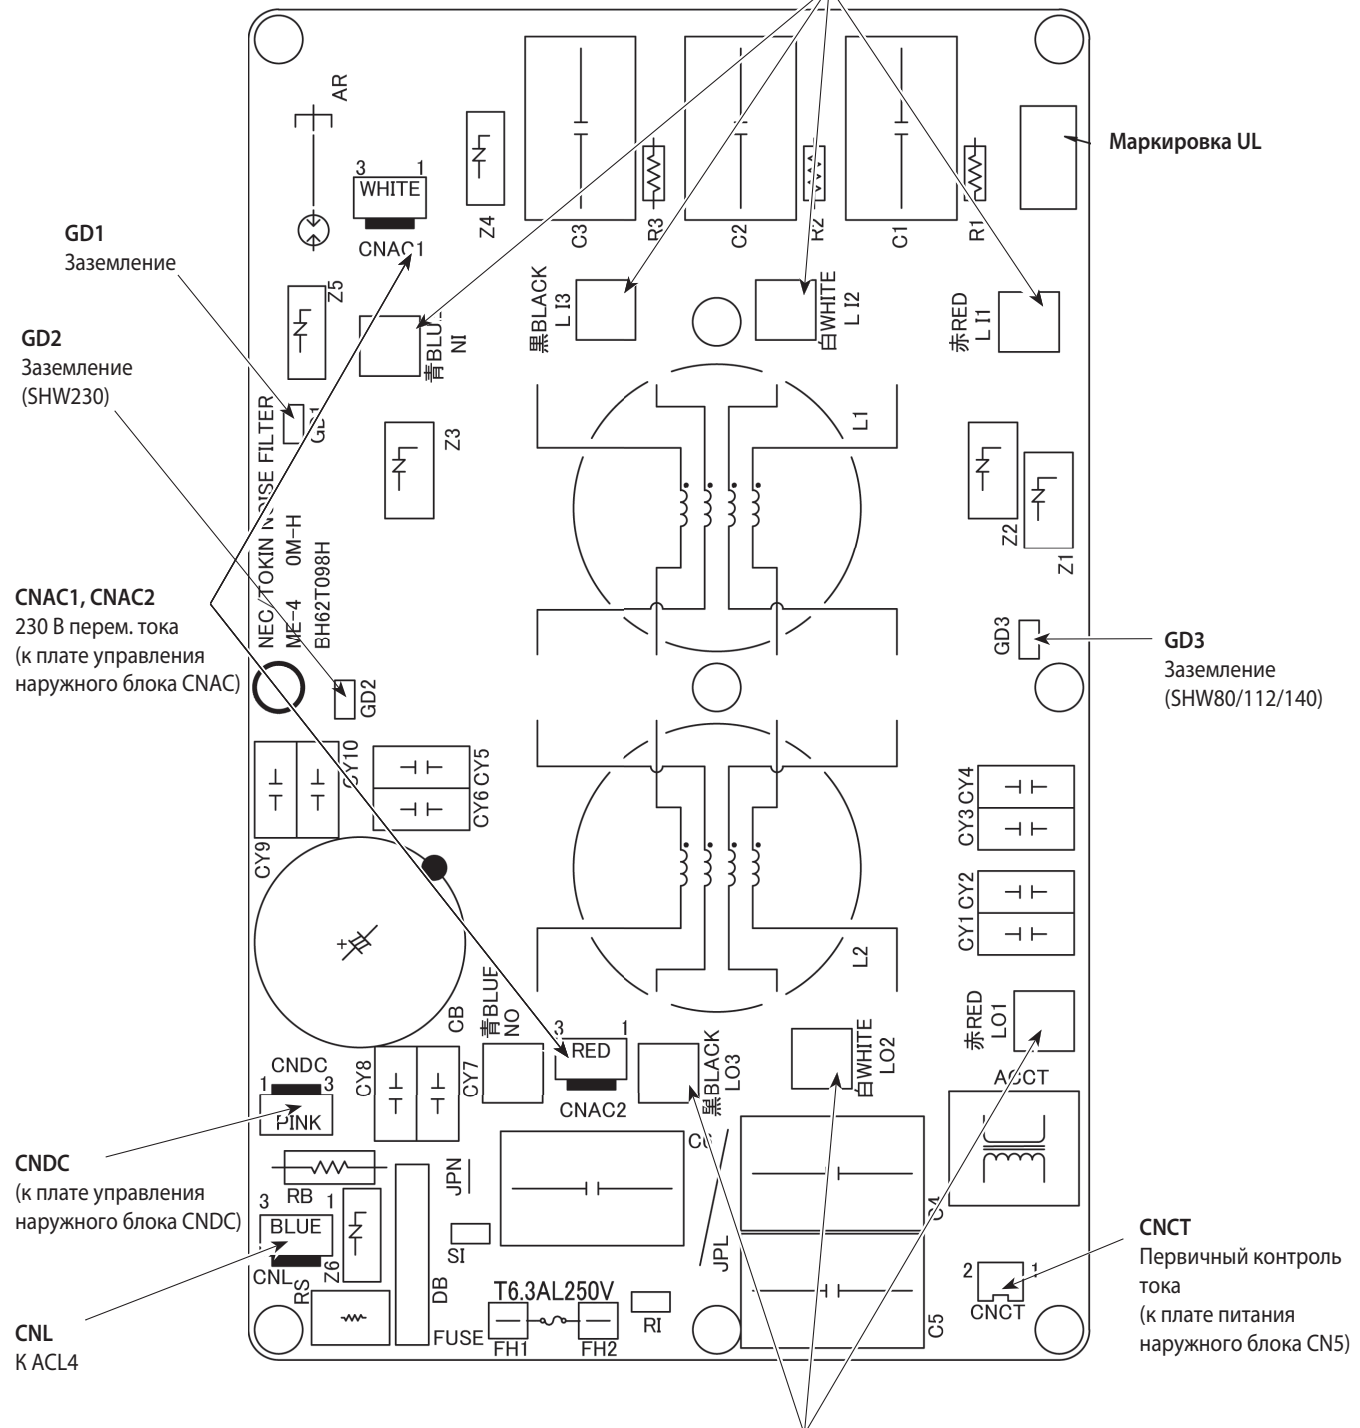 AR
Маркировка UL
3 1
WHITE
CNAC1
Z4
C3
R3
C2
R2
C1
R1
GD1
Заземление
Z5
青BLU
NI
黒BLACK
L I3
白WHITE
L I2
赤RED
L I1
GD2
Заземление
(SHW230)
GD1
Z3
L1
Z2
Z1
NEC TOKIN NOISE FILTER
ME-4 0M-H
BH62T098H
CNAC1, CNAC2
230 В перем. тока
(к плате управления
наружного блока CNAC)
GD3
GD3
Заземление
(SHW80/112/140)
GD2
CY10
CY9
CY6 CY5
CY3 CY4
CY1 CY2
L2
+
CB
青BLUE
NO
3 1
RED
CNAC2
黒BLACK
LO3
白WHITE
LO2
赤RED
LO1
ACCT
CNDC
1 3
PINK
CY8
CY7
CNDC
(к плате управления
наружного блока CNDC)
RB
JPN
C6
JPL
C4
C5
3 1
BLUE
CNL
Z6
RS
DB
SI
T6.3AL250V
FUSE
FH1
FH2
RI
2 1
CNCT
CNCT
Первичный контроль
тока
(к плате питания
наружного блока CN5)
CNL
К ACL4